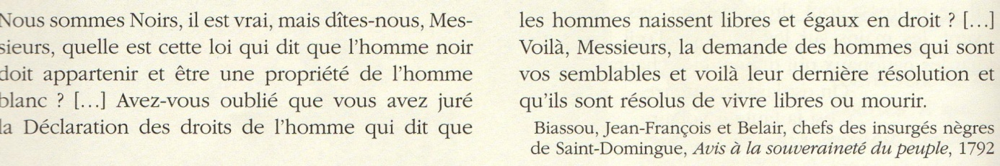 Nous sommes Noirs, il est vrai, mais dîtes-nous, Mes-
sieurs, quelle est cette loi qui dit que l'homme noir
doit appartenir et être une propriété de l'homme
blanc ? [...] Avez-vous oublié que vous avez juré
la Déclaration des droits de l'homme qui dit que
les hommes naissent libres et égaux en droit ? [...]
Voilà, Messieurs, la demande des hommes qui sont
vos semblables et voilà leur dernière résolution et
qu'ils sont résolus de vivre libres ou mourir.
Biassou, Jean-François et Belair, chefs des insurgés nègres
de Saint-Domingue, Avis à la souveraineté du peuple, 1792